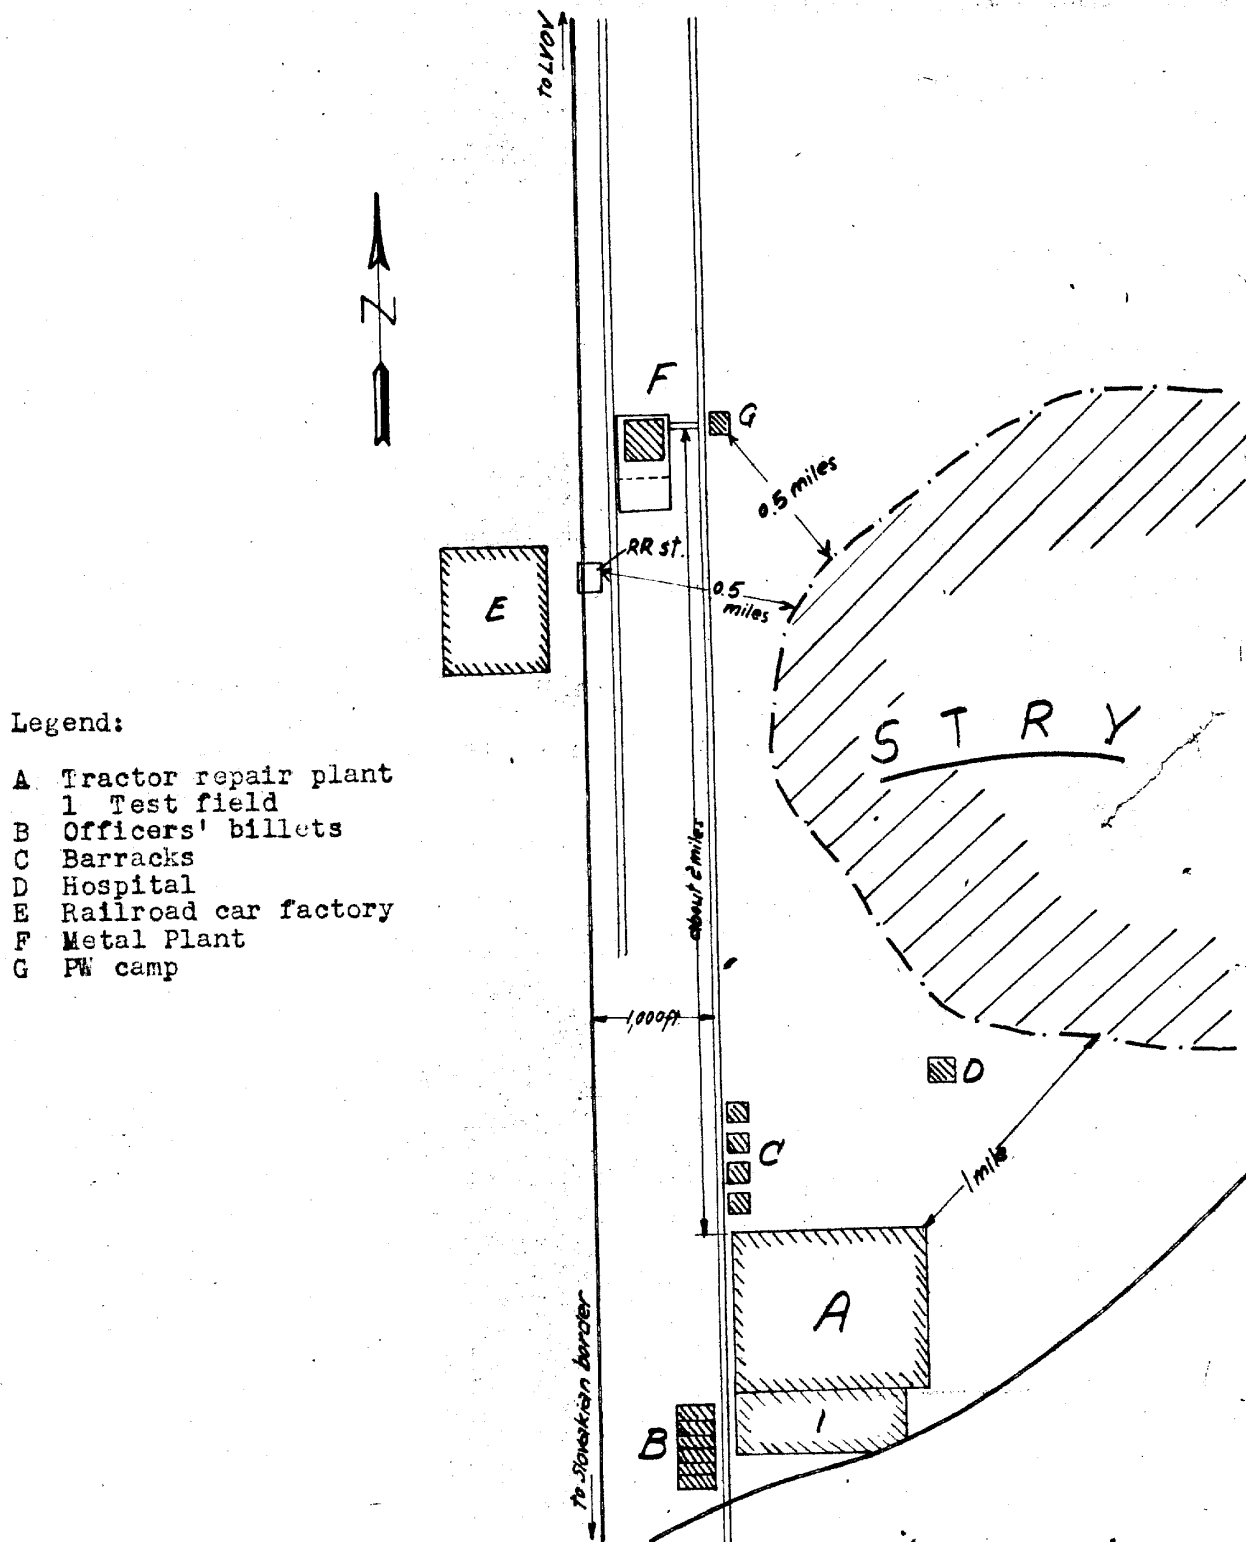 to LVOV
N
F
G
0.5 miles
RR st.
E
0.5
miles
S T R Y
Legend:
A Tractor repair plant
1 Test field
B Officers' billets
C Barracks
D Hospital
E Railroad car factory
F Metal Plant
G PW camp
about 2 miles
1,000ft
D
C
1 mile
A
to Slovakian border
1
B